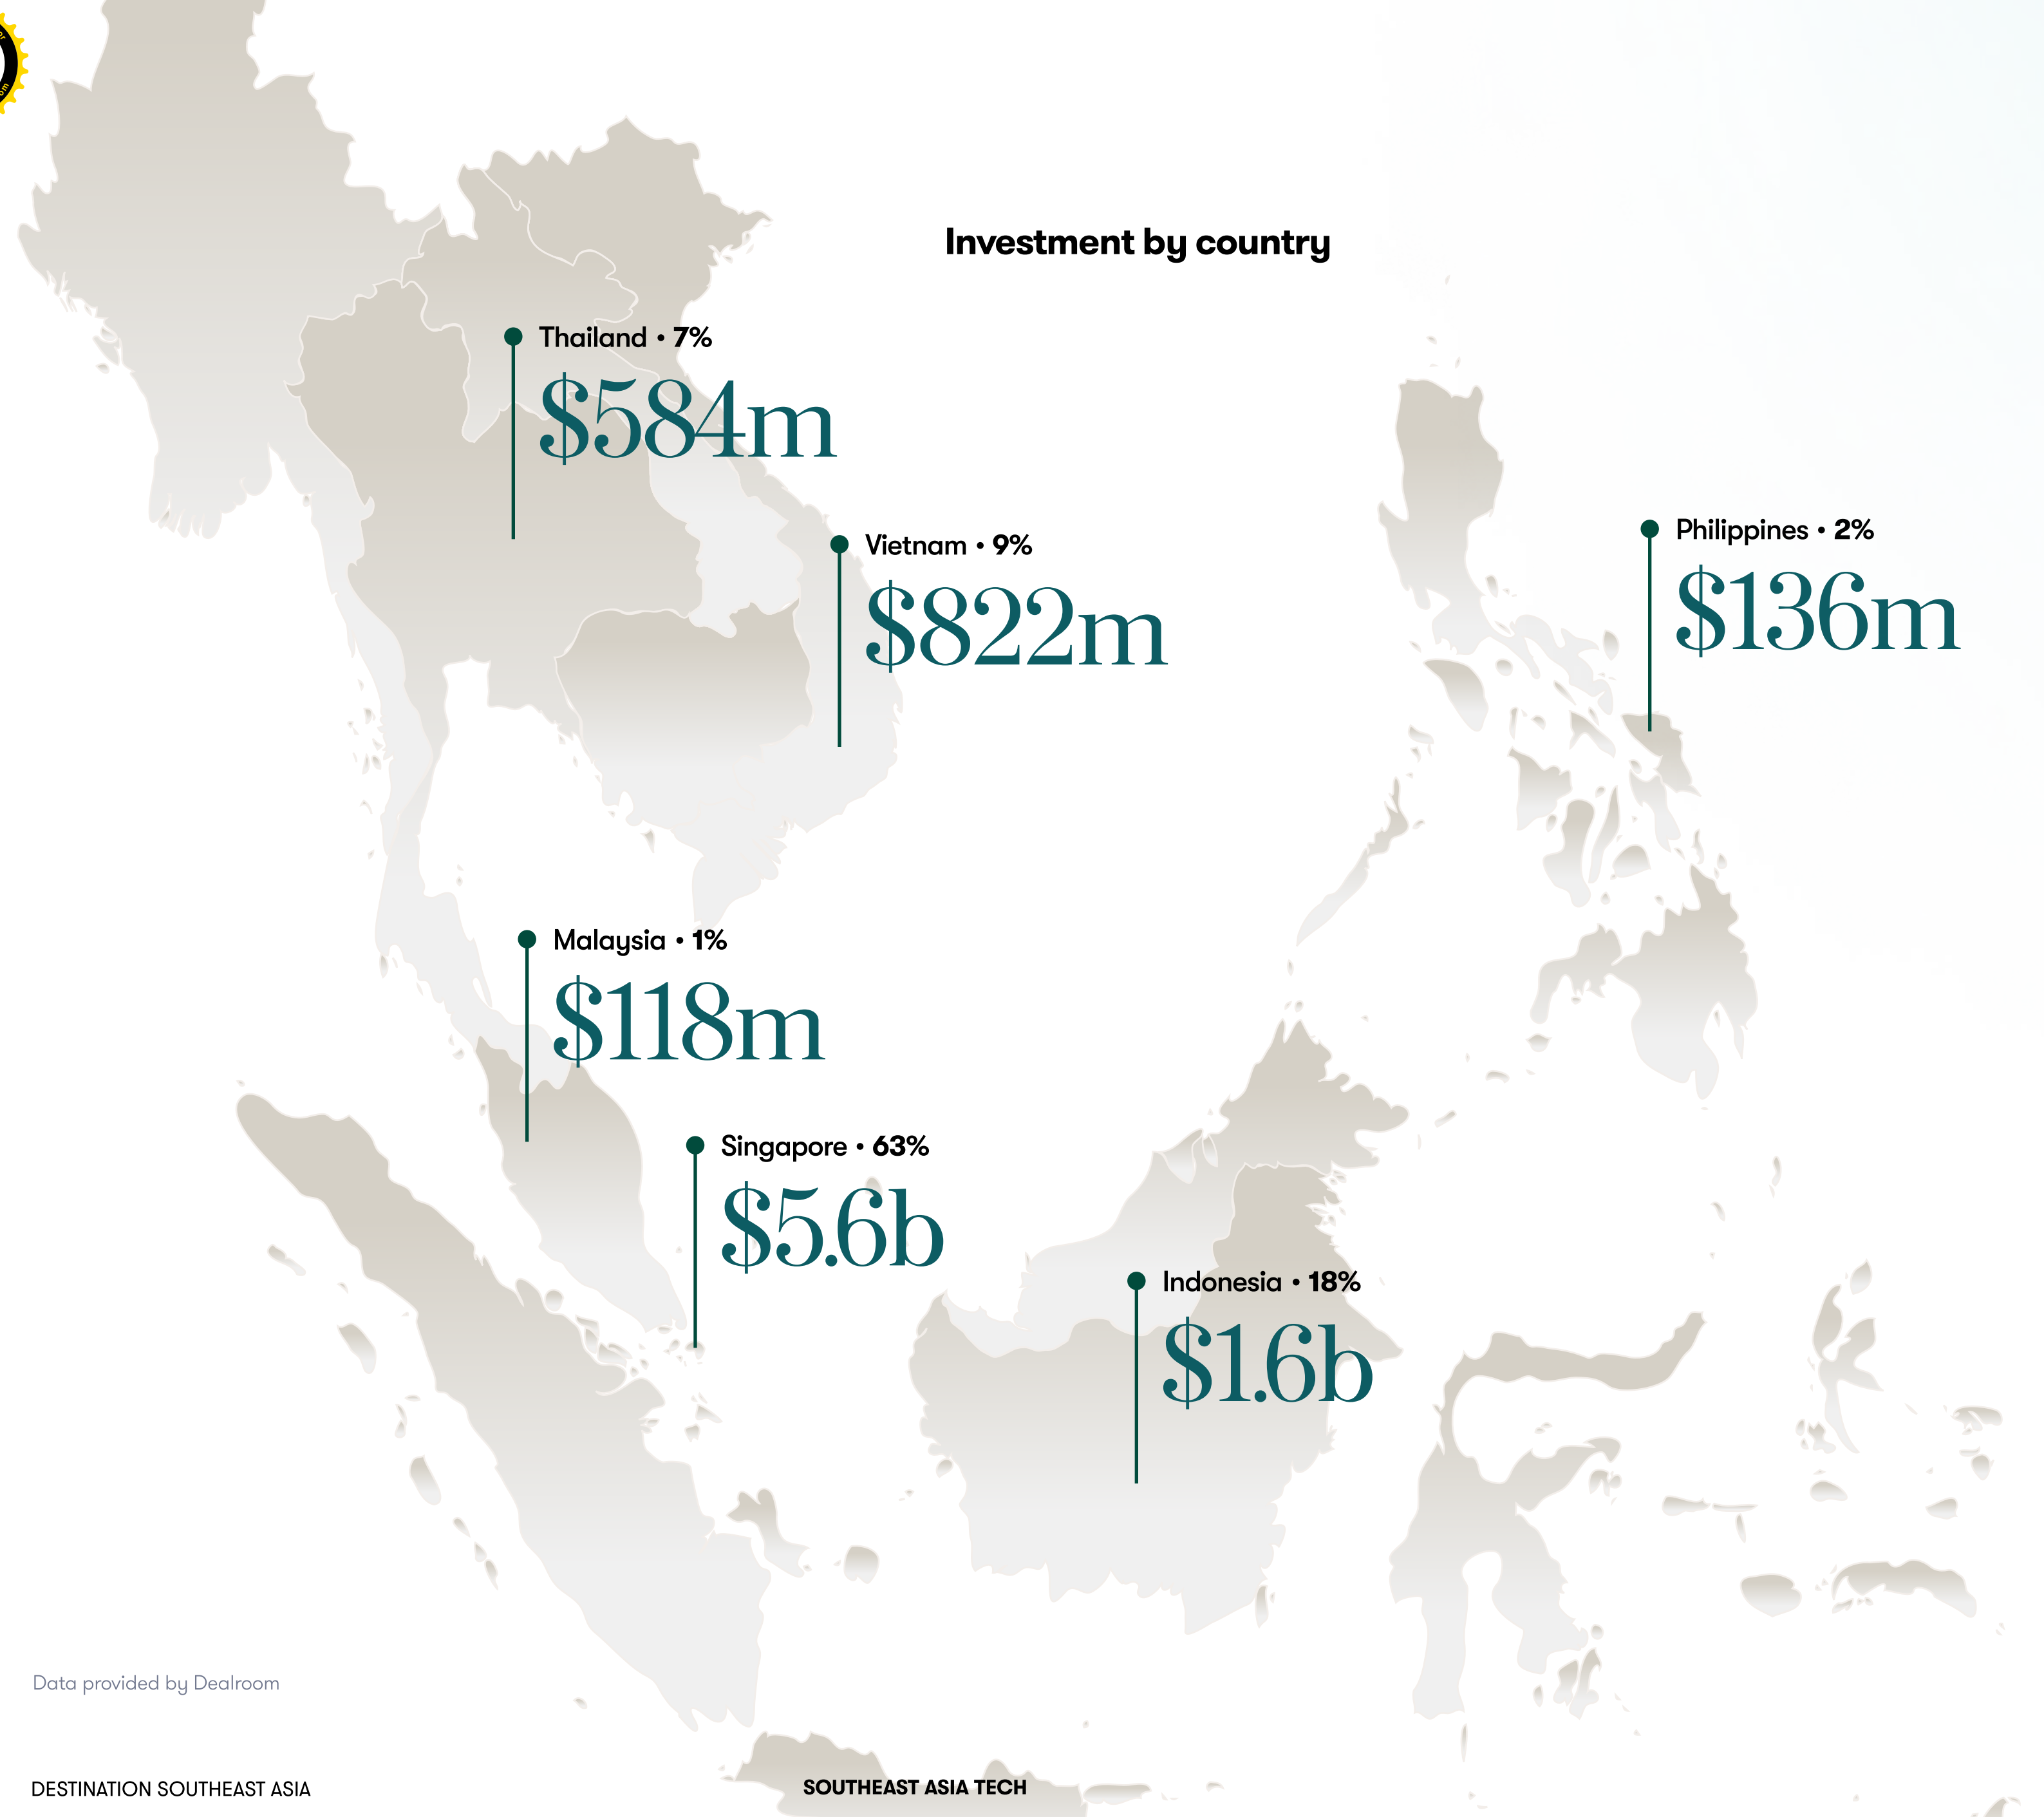 Investment by country
Thailand • 7%
$584m
Vietnam • 9%
$822m
Philippines • 2%
$136m
Malaysia • 1%
$118m
Singapore • 63%
$5.6b
Indonesia • 18%
$1.6b
Data provided by Dealroom
DESTINATION SOUTHEAST ASIA
SOUTHEAST ASIA TECH